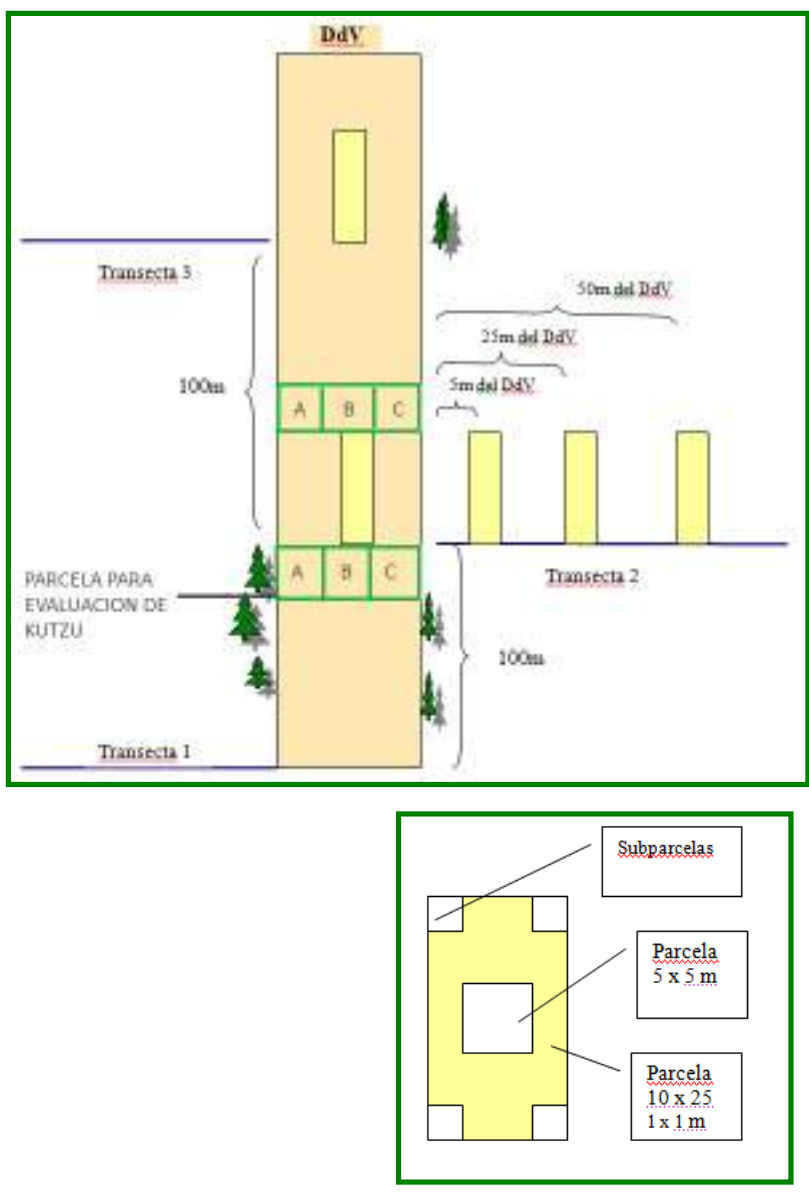 DdV
Transecta 3
50m del DdV
25m del DdV
100m
5m del DdV
A B C
A B C
PARCELA PARA
EVALUACION DE
KUTZU
Transecta 2
100m
Transecta 1
Subparcelas
Parcela
5 x 5 m
Parcela
10 x 25
1 x 1 m